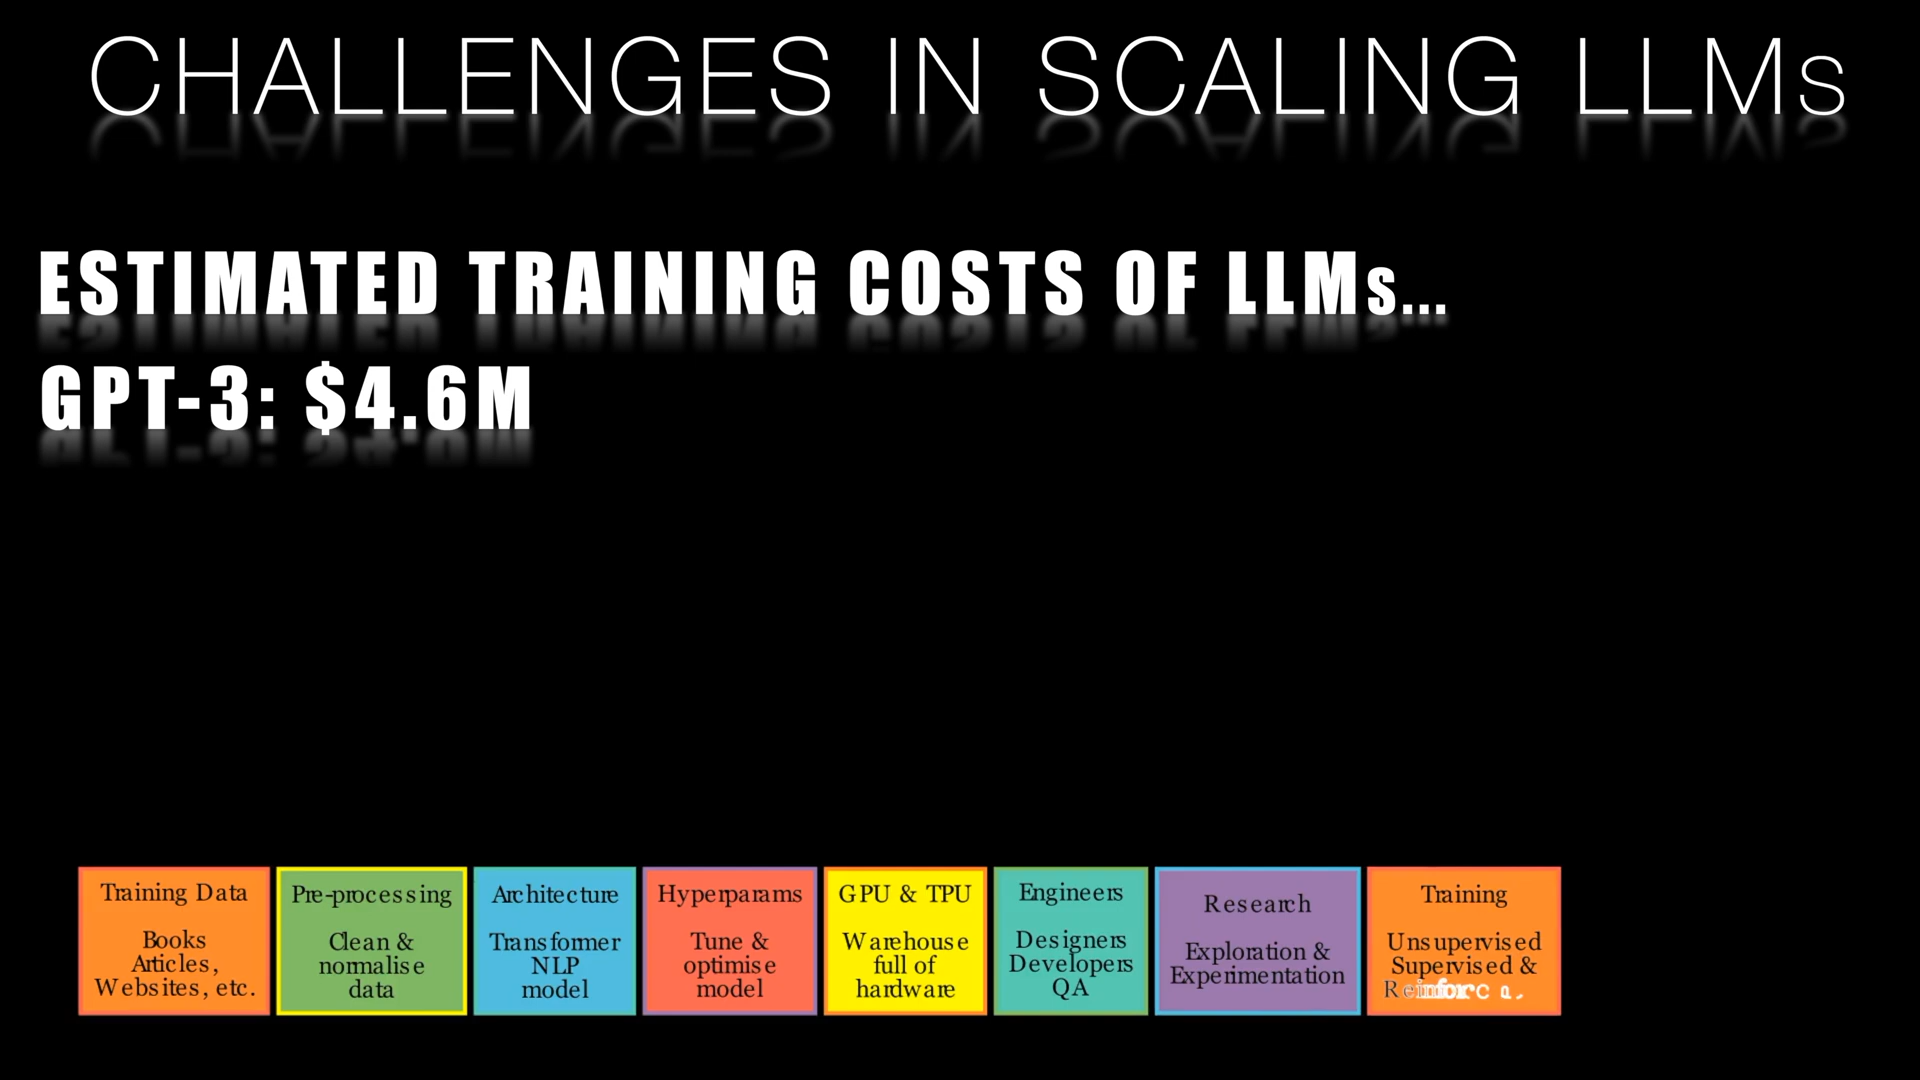 CHALLENGES IN SCALING LLMs
ESTIMATED TRAINING COSTS OF LLMs...
GPT-3: $4.6M
Training Data
Books
Articles,
Websites, etc.
Pre-processing
Clean &
normalise
data
Architecture
Transformer
NLP
model
Hyperparams
Tune &
optimise
model
GPU & TPU
Warehouse
full of
hardware
Engineers
Designers
Developers
QA
Research
Exploration &
Experimentation
Training
Unsupervised
Supervised &